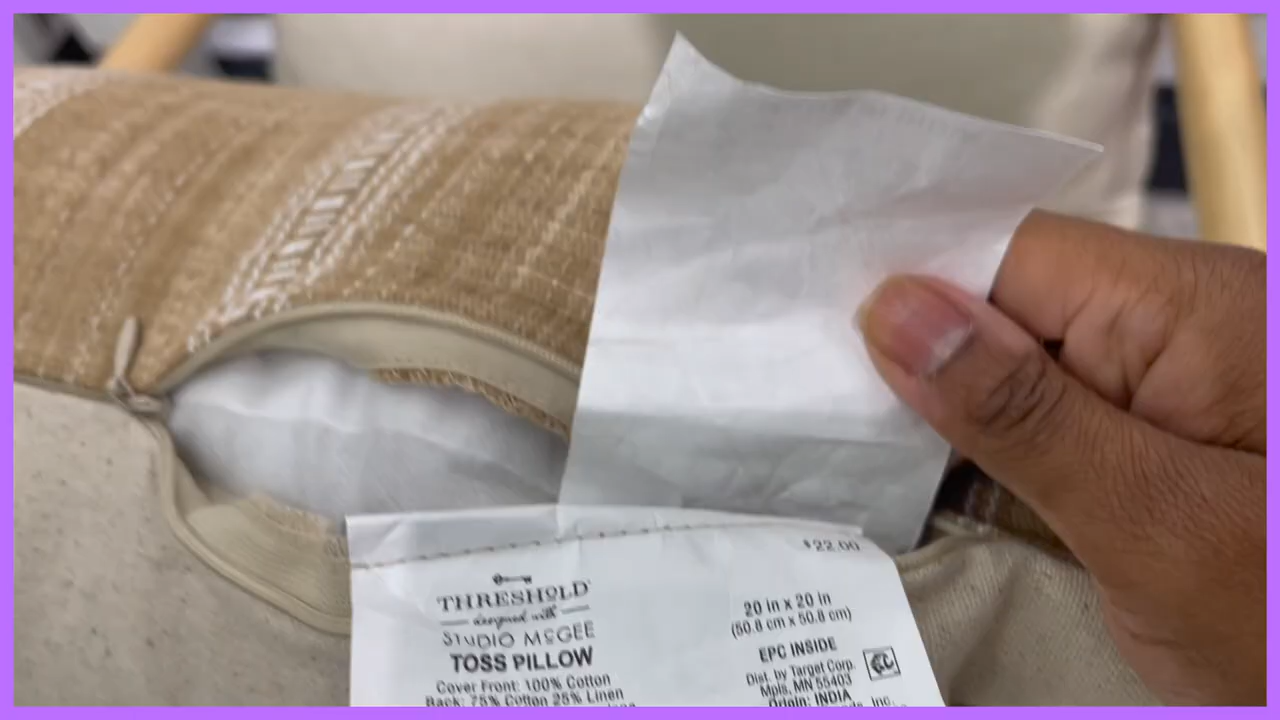 $22.00
THRESHOLD
designed with
STUDIO MCGEE
TOSS PILLOW
Cover Front: 100% Cotton
Back: 75% Cotton 25% Linen
20 in x 20 in
(50.8 cm x 50.8 cm)
EPC INSIDE
Dist. by Target Corp.
Mpls, MN 55403
Origin: INDIA
Inc.